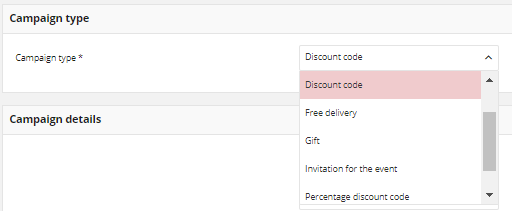 Campaign type
Campaign type * Discount code
Discount code
Free delivery
Campaign details
Gift
Invitation for the event
Percentage discount code